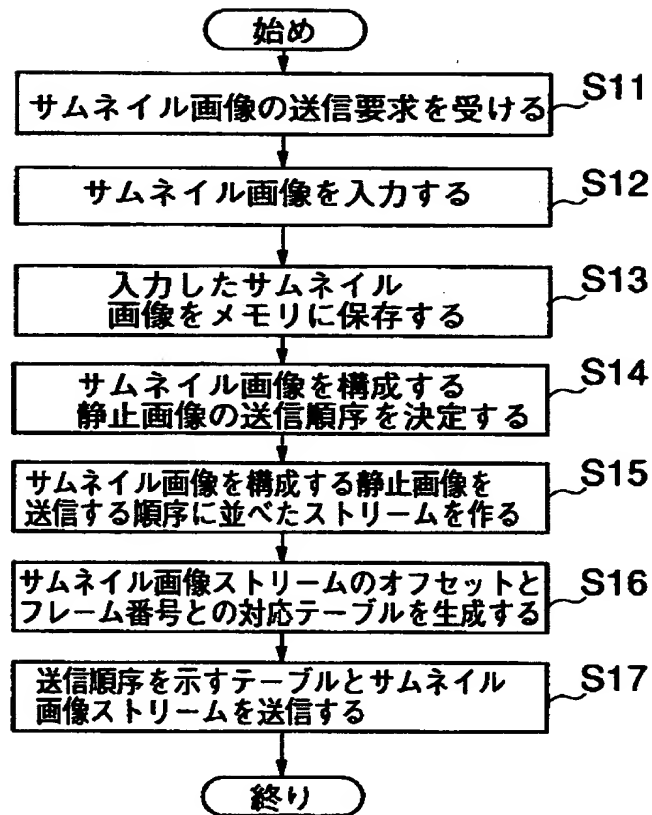 始め
サムネイル画像の送信要求を受ける
S11
サムネイル画像を入力する
S12
入力したサムネイル
画像をメモリに保存する
S13
サムネイル画像を構成する
静止画像の送信順序を決定する
S14
サムネイル画像を構成する静止画像を
送信する順序に並べたストリームを作る
S15
サムネイル画像ストリームのオフセットと
フレーム番号との対応テーブルを生成する
S16
送信順序を示すテーブルとサムネイル
画像ストリームを送信する
S17
終り